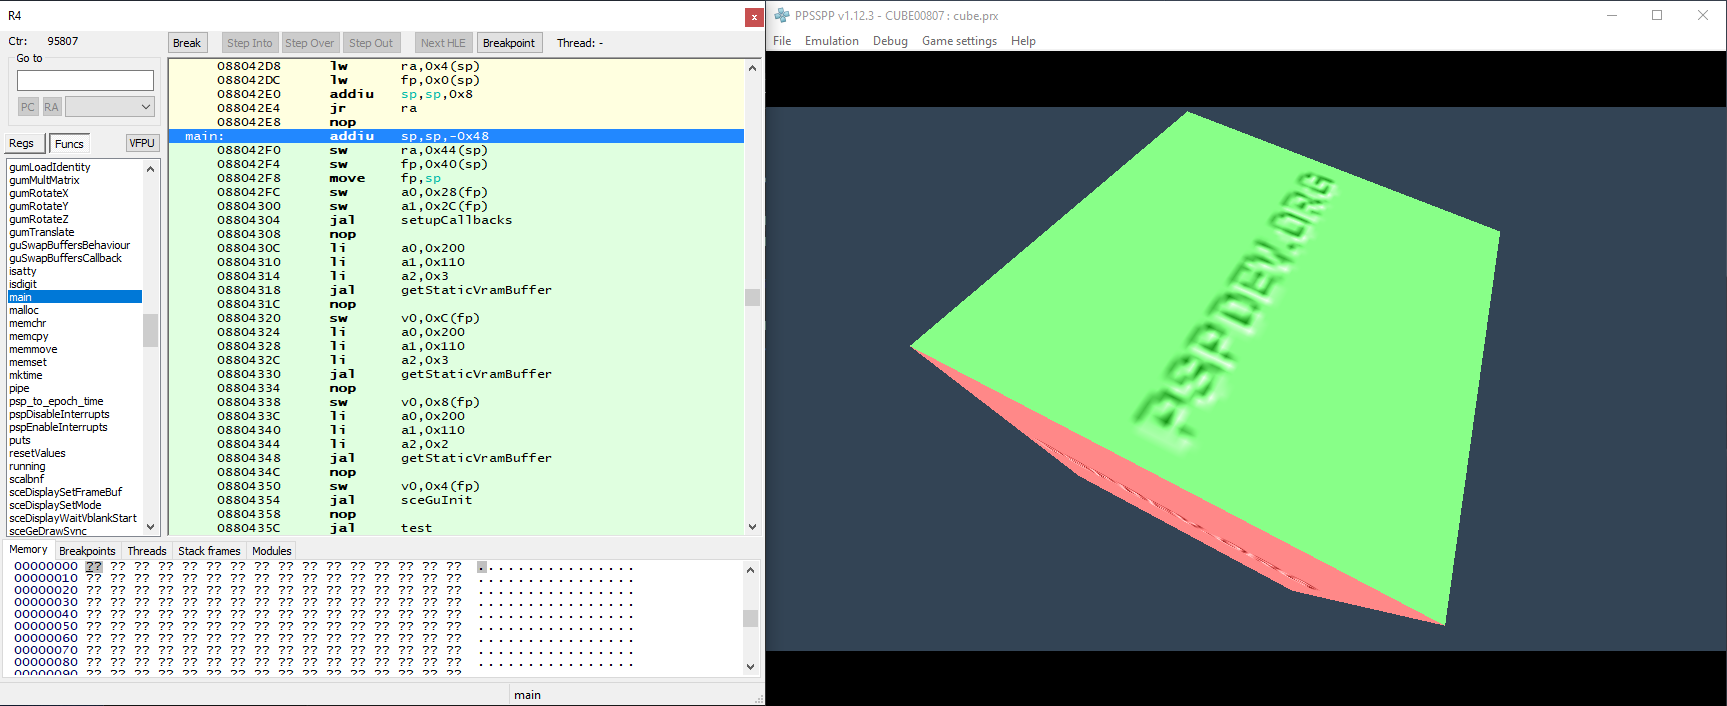 R4
x
Ctr: 95807
Break Step Into Step Over Step Out Next HLE Breakpoint Thread: -
Go to
PC RA
Regs Funcs VFPU
gumLoadIdentity
gumMultMatrix
gumRotateX
gumRotateY
gumRotateZ
gumTranslate
guSwapBuffersBehaviour
guSwapBuffersCallback
isatty
isdigit
main
malloc
memchr
memcpy
memmove
memset
mktime
pipe
psp_to_epoch_time
pspDisableInterrupts
pspEnableInterrupts
puts
resetValues
running
scalbnf
sceDisplaySetFrameBuf
sceDisplaySetMode
sceDisplayWaitVblankStart
sceGeDrawSync
088042D8 lw ra,0x4(sp)
088042DC lw fp,0x0(sp)
088042E0 addiu sp,sp,0x8
088042E4 jr ra
088042E8 nop
main: addiu sp,sp,-0x48
088042F0 sw ra,0x44(sp)
088042F4 sw fp,0x40(sp)
088042F8 move fp,sp
088042FC sw a0,0x28(fp)
08804300 sw a1,0x2C(fp)
08804304 jal setupCallbacks
08804308 nop
0880430C li a0,0x200
08804310 li a1,0x110
08804314 li a2,0x3
08804318 jal getStaticVramBuffer
0880431C nop
08804320 sw v0,0xC(fp)
08804324 li a0,0x200
08804328 li a1,0x110
0880432C li a2,0x3
08804330 jal getStaticVramBuffer
08804334 nop
08804338 sw v0,0x8(fp)
0880433C li a0,0x200
08804340 li a1,0x110
08804344 li a2,0x2
08804348 jal getStaticVramBuffer
0880434C nop
08804350 sw v0,0x4(fp)
08804354 jal sceGuInit
08804358 nop
0880435C jal test
Memory Breakpoints Threads Stack frames Modules
00000000 ?? ?? ?? ?? ?? ?? ?? ?? ?? ?? ?? ?? ?? ?? ?? ?? ................
00000010 ?? ?? ?? ?? ?? ?? ?? ?? ?? ?? ?? ?? ?? ?? ?? ?? ................
00000020 ?? ?? ?? ?? ?? ?? ?? ?? ?? ?? ?? ?? ?? ?? ?? ?? ................
00000030 ?? ?? ?? ?? ?? ?? ?? ?? ?? ?? ?? ?? ?? ?? ?? ?? ................
00000040 ?? ?? ?? ?? ?? ?? ?? ?? ?? ?? ?? ?? ?? ?? ?? ?? ................
00000050 ?? ?? ?? ?? ?? ?? ?? ?? ?? ?? ?? ?? ?? ?? ?? ?? ................
00000060 ?? ?? ?? ?? ?? ?? ?? ?? ?? ?? ?? ?? ?? ?? ?? ?? ................
00000070 ?? ?? ?? ?? ?? ?? ?? ?? ?? ?? ?? ?? ?? ?? ?? ?? ................
00000080 ?? ?? ?? ?? ?? ?? ?? ?? ?? ?? ?? ?? ?? ?? ?? ?? ................
00000090 ?? ?? ?? ?? ?? ?? ?? ?? ?? ?? ?? ?? ?? ?? ?? ?? ................
main
PPSSPP v1.12.3 - CUBE00807 : cube.prx
File Emulation Debug Game settings Help
PSPDEV.ORG